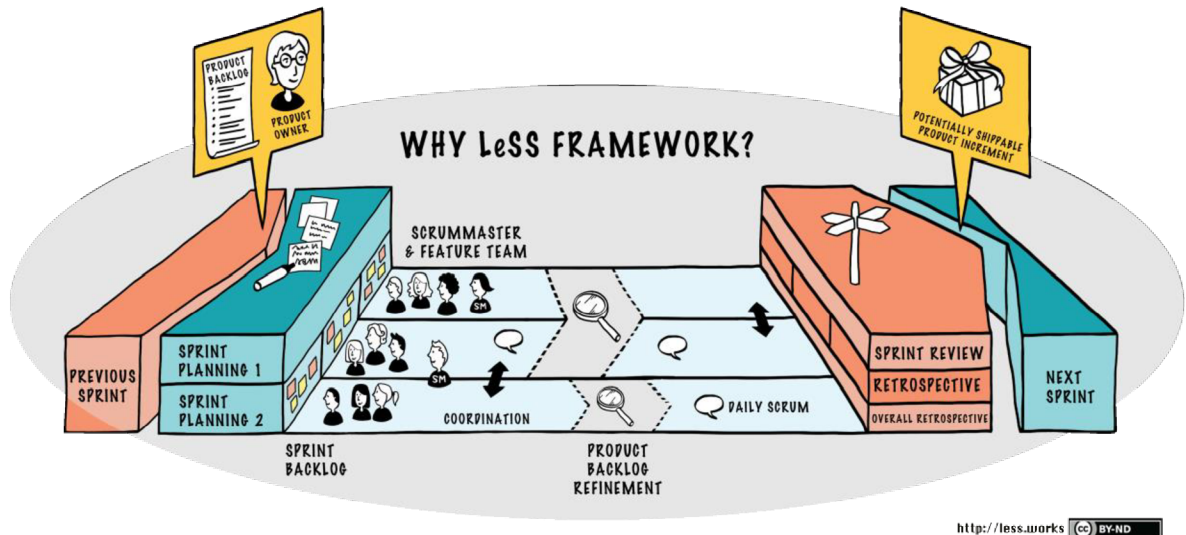 PRODUCT
BACKLOG
PRODUCT
OWNER
POTENTIALLY SHIPPABLE
PRODUCT INCREMENT
WHY LeSS FRAMEWORK?
SCRUMMASTER
& FEATURE TEAM
SM
SM
PREVIOUS
SPRINT
SPRINT
PLANNING 1
SPRINT
PLANNING 2
COORDINATION
DAILY SCRUM
SPRINT REVIEW
RETROSPECTIVE
OVERALL RETROSPECTIVE
NEXT
SPRINT
SPRINT
BACKLOG
PRODUCT
BACKLOG
REFINEMENT
http://less.works cc BY-ND